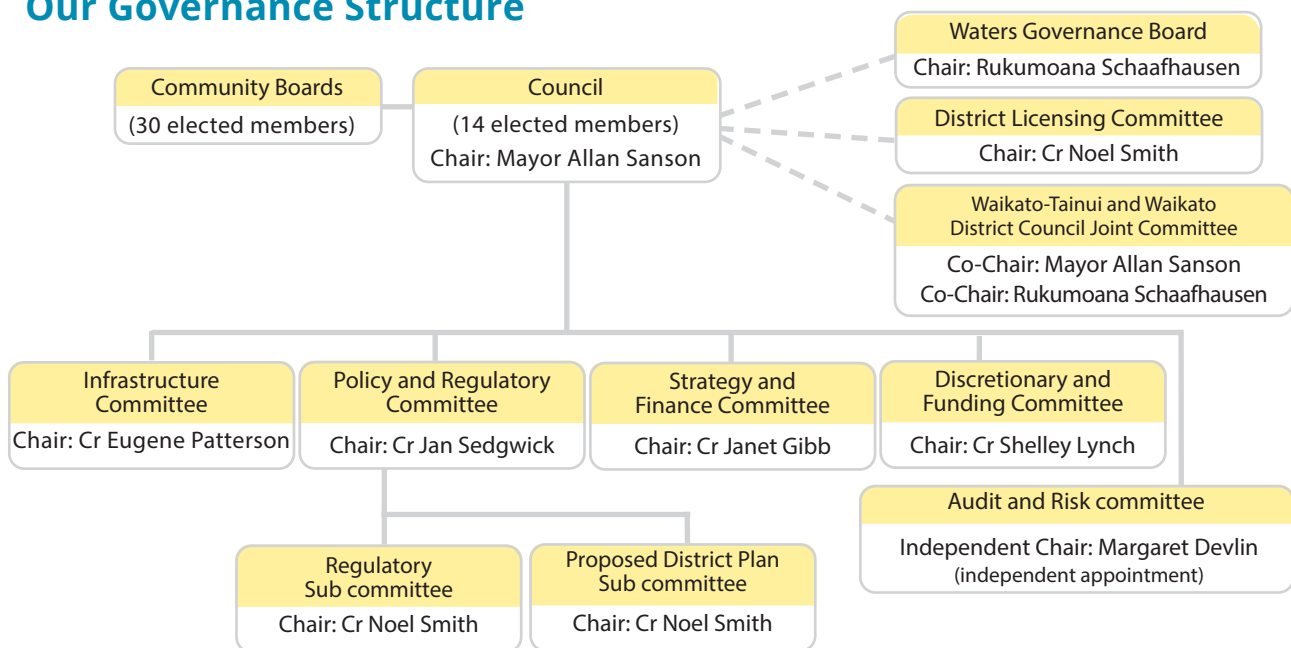 Our Governance Structure
Community Boards
(30 elected members)
Council
(14 elected members)
Chair: Mayor Allan Sanson
Waters Governance Board
Chair: Rukumoana Schaafhausen
District Licensing Committee
Chair: Cr Noel Smith
Waikato-Tainui and Waikato
District Council Joint Committee
Co-Chair: Mayor Allan Sanson
Co-Chair: Rukumoana Schaafhausen
Infrastructure
Committee
Chair: Cr Eugene Patterson
Policy and Regulatory
Committee
Chair: Cr Jan Sedgwick
Strategy and
Finance Committee
Chair: Cr Janet Gibb
Discretionary and
Funding Committee
Chair: Cr Shelley Lynch
Audit and Risk committee
Independent Chair: Margaret Devlin
(independent appointment)
Regulatory
Sub committee
Chair: Cr Noel Smith
Proposed District Plan
Sub committee
Chair: Cr Noel Smith